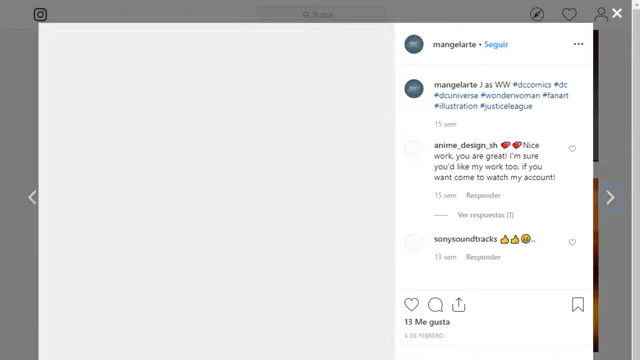 Busca
mangelarte • Seguir
mangelarte J as WW #dccomics #dc
#dcuniverse #wonderwoman #fanart
#illustration #justiceleague
15 sem
anime_design_sh 💓💓Nice
work, you are great! I'm sure
you'd like my work too, if you
want come to watch my account!
15 sem Responder
Ver respuestas (1)
sonysoundtracks 👍👍😄..
13 sem Responder
13 Me gusta
5 DE FEBRERO